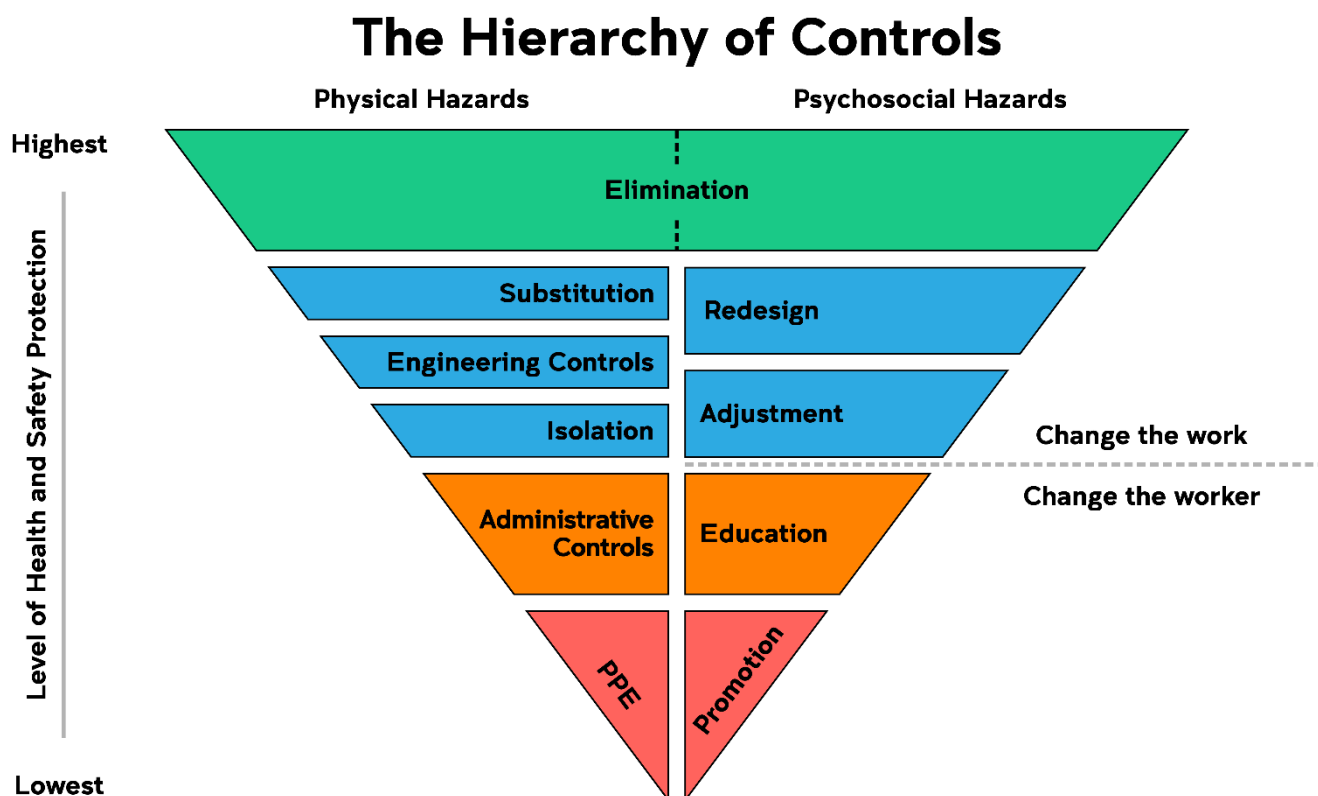 The Hierarchy of Controls
Physical Hazards
Psychosocial Hazards
Highest
Level of Health and Safety Protection
Lowest
Elimination
Substitution
Engineering Controls
Isolation
Administrative
Controls
PPE
Redesign
Adjustment
Education
Promotion
Change the work
Change the worker